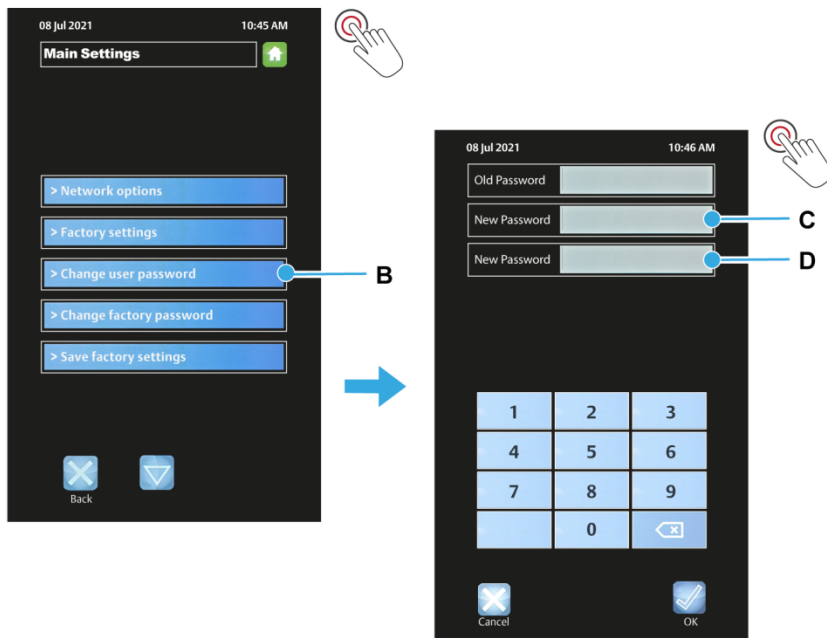 08 Jul 2021 10:45 AM
Main Settings
> Network options
> Factory settings
> Change user password
B
> Change factory password
> Save factory settings
Back
08 Jul 2021 10:46 AM
Old Password
New Password
C
New Password
D
1 2 3
4 5 6
7 8 9
0
Cancel OK